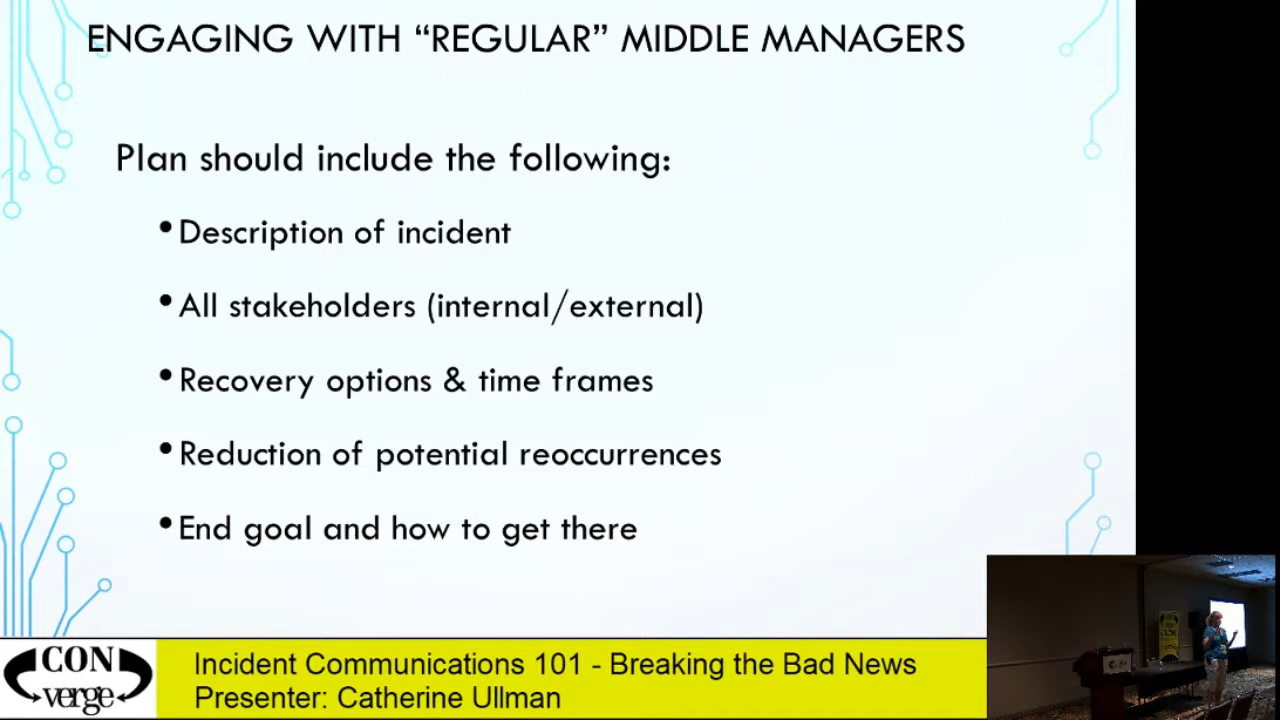 ENGAGING WITH “REGULAR” MIDDLE MANAGERS
Plan should include the following:
•Description of incident
•All stakeholders (internal/external)
•Recovery options & time frames
•Reduction of potential reoccurrences
•End goal and how to get there
CON
verge
Incident Communications 101 - Breaking the Bad News
Presenter: Catherine Ullman